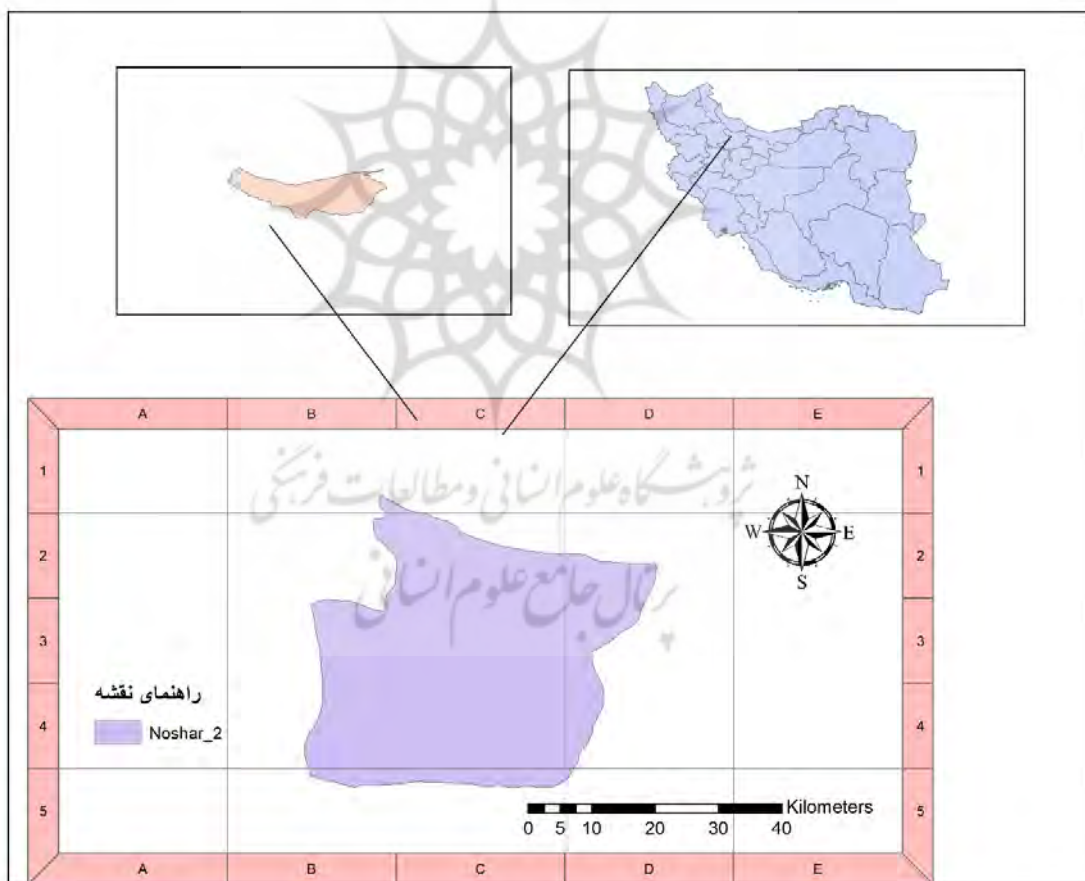 A B C D E
1 1
پژوهشگاه علوم انسانی و مطالعات فرهنگی
N
W E
S
2 2
پرتال جامع علوم انسانی
3 3
راهنمای نقشه
Noshar_2
4 4
5 5
Kilometers
0 5 10 20 30 40
A B C D E